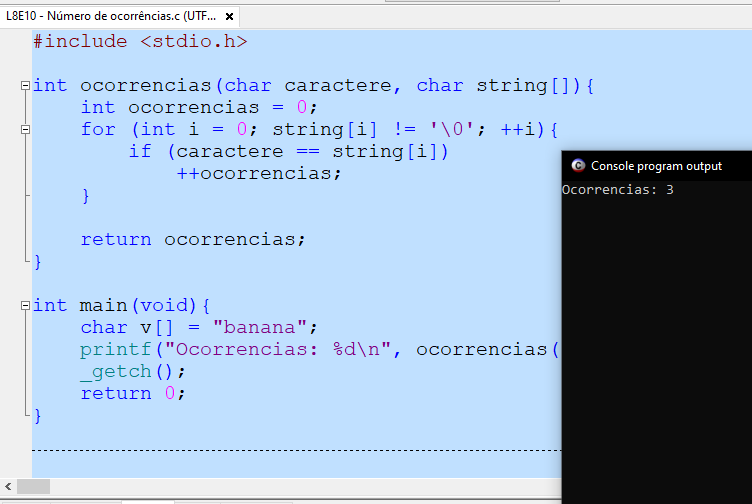 L8E10 - Número de ocorrências.c (UTF...
#include <stdio.h>
int ocorrencias(char caractere, char string[]){
    int ocorrencias = 0;
    for (int i = 0; string[i] != '\0'; ++i){
        if (caractere == string[i])
            ++ocorrencias;
    }
    return ocorrencias;
}
int main(void){
    char v[] = "banana";
    printf("Ocorrencias: %d\n", ocorrencias(
    _getch();
    return 0;
}
Console program output
Ocorrencias: 3